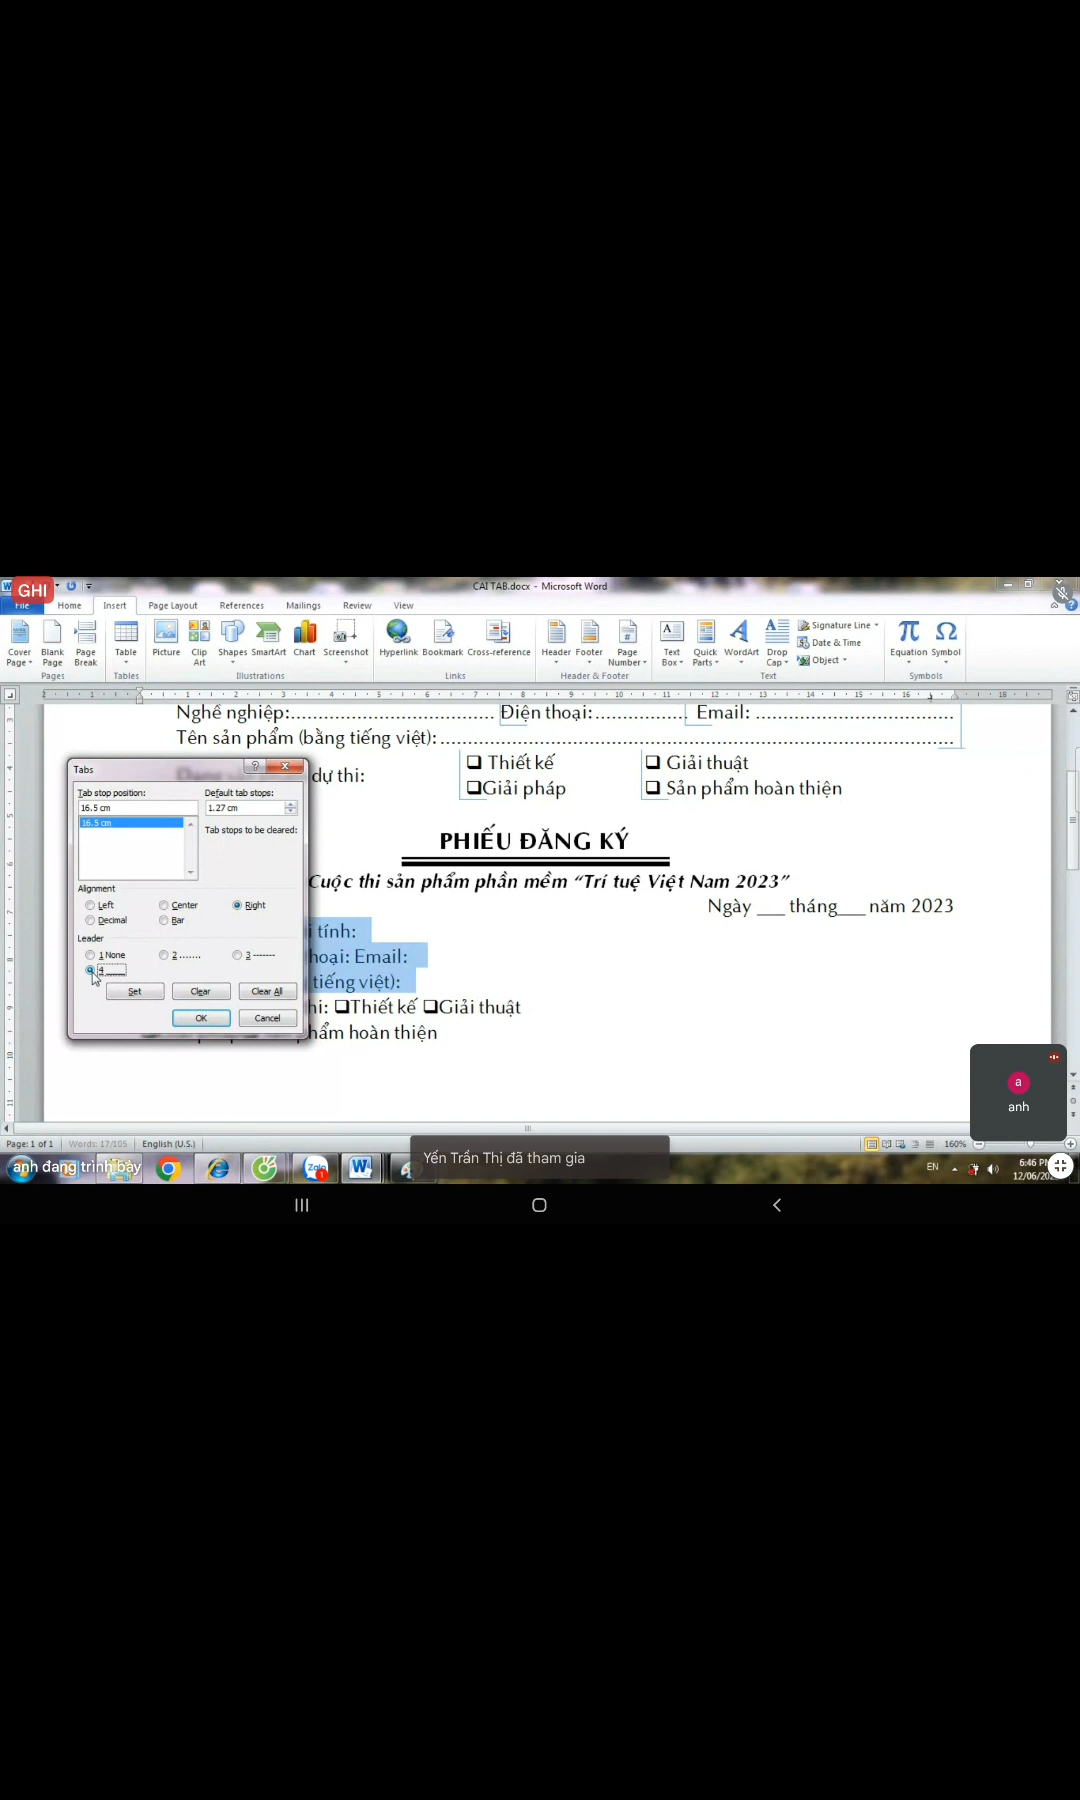 GHI
CAI TAB.docx - Microsoft Word
File Home Insert Page Layout References Mailings Review View
Cover Page Blank Page Page Break Table Picture Clip Art Shapes SmartArt Chart Screenshot Hyperlink Bookmark Cross-reference Header Footer Page Number Text Box Quick Parts WordArt Drop Cap Signature Line Date & Time Object Equation Symbol
Pages Tables Illustrations Links Header & Footer Text Symbols
Nghề nghiệp:.................................. Điện thoại:................ Email: .................................
Tên sản phẩm (bằng tiếng việt): .....................................................................................
dự thi:
❑ Thiết kế ❑ Giải thuật
❑Giải pháp ❑ Sản phẩm hoàn thiện
PHIẾU ĐĂNG KÝ
Cuộc thi sản phẩm phần mềm “Trí tuệ Việt Nam 2023”
Ngày ___ tháng___ năm 2023
i tính:
hoại: Email:
tiếng việt):
hi: ❑Thiết kế ❑Giải thuật
hẩm hoàn thiện
Tabs
Tab stop position: Default tab stops:
16.5 cm 1.27 cm
16.5 cm
Tab stops to be cleared:
Alignment
Left Center Right
Decimal Bar
Leader
1 None 2 ....... 3 -------
4 ____
Set Clear Clear All
OK Cancel
a
anh
Page: 1 of 1 Words: 17/105 English (U.S.) 160%
anh đang trình bày
Zalo
1
Yến Trần Thị đã tham gia
EN
6:46 P
12/06/20